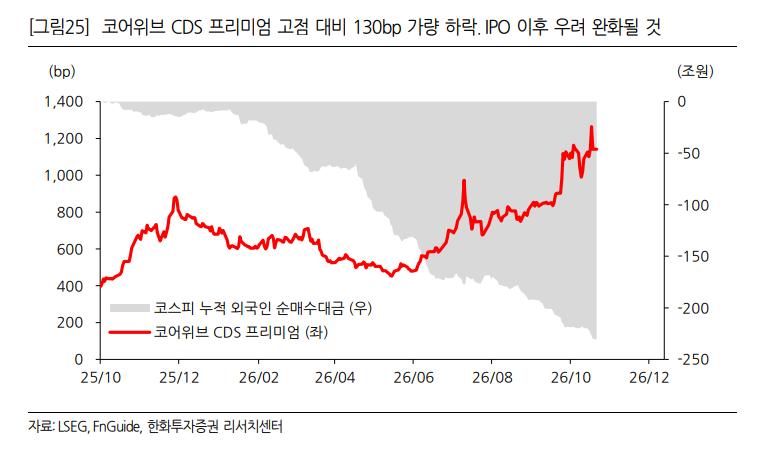 [그림25] 코어위브 CDS 프리미엄 고점 대비 130bp 가량 하락. IPO 이후 우려 완화될 것
(bp) (조원)
1,400 0
1,200 -50
1,000
800 -100
600 -150
400
200 -200
0 -250
코스피 누적 외국인 순매수대금 (우)
코어위브 CDS 프리미엄 (좌)
25/10 25/12 26/02 26/04 26/06 26/08 26/10 26/12
자료: LSEG, FnGuide, 한화투자증권 리서치센터